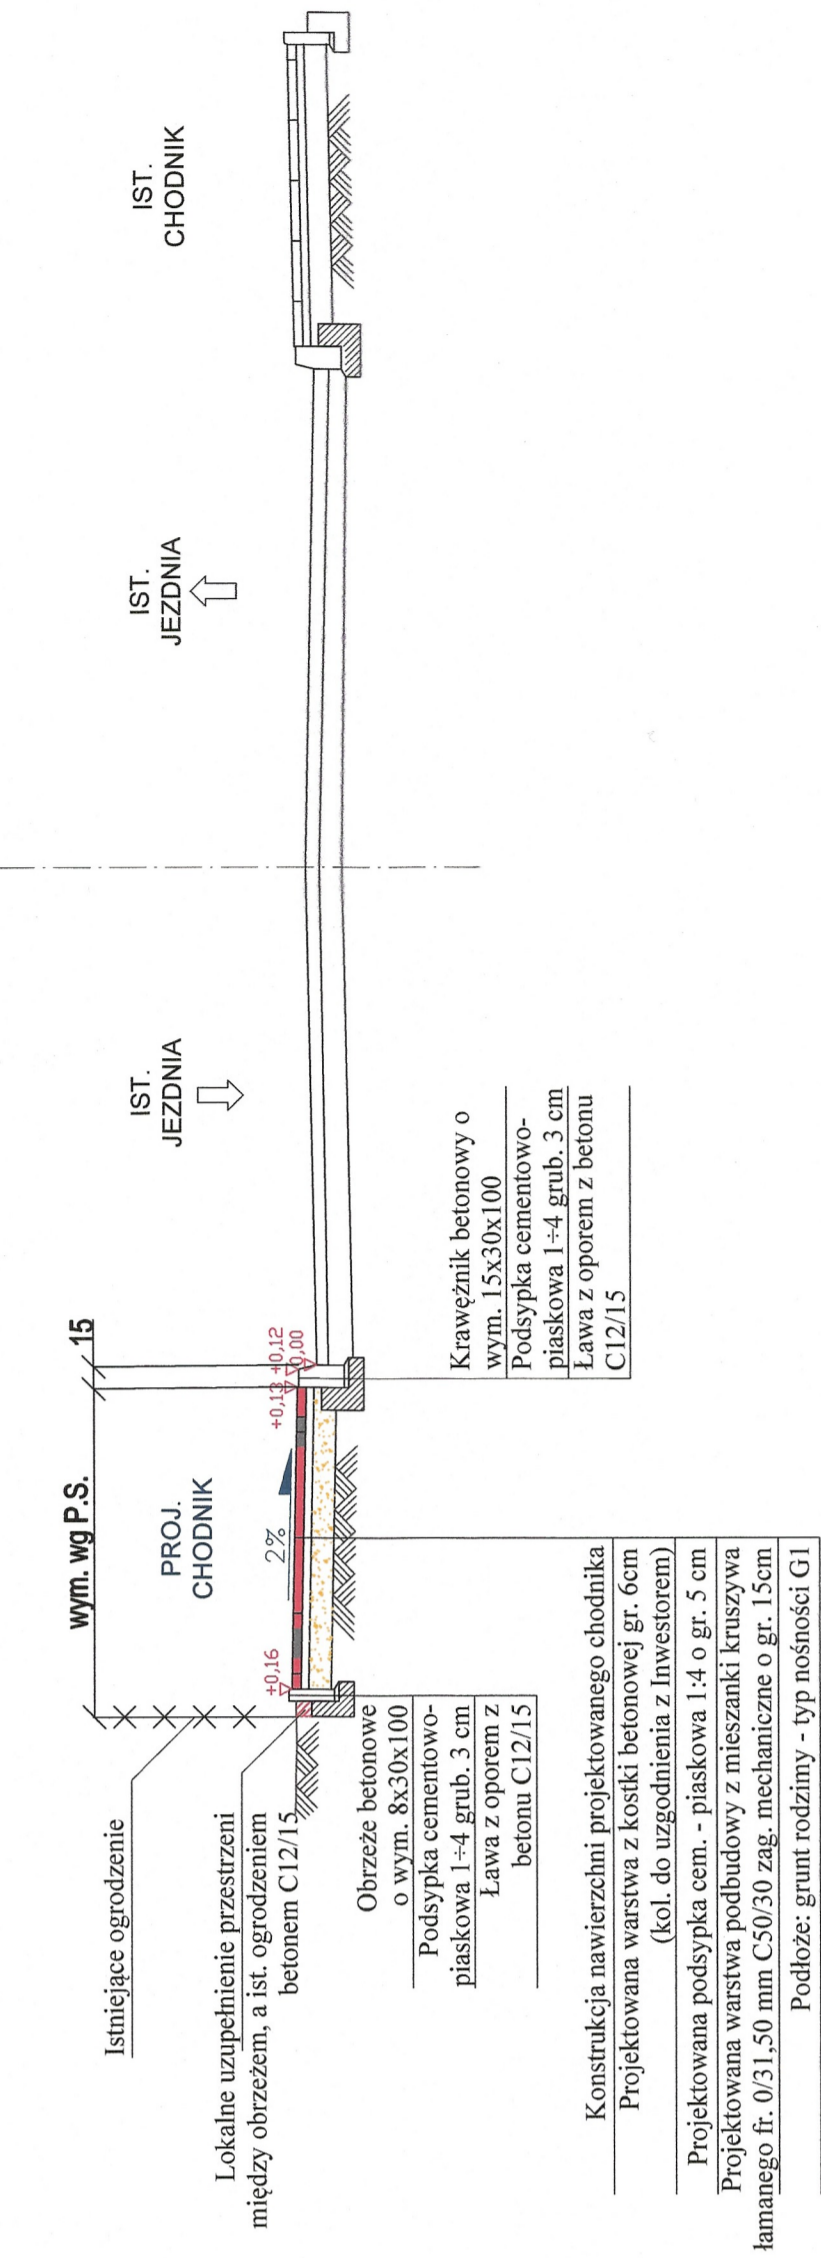 wym. wg P.S.
15
PROJ.
CHODNIK
IST.
JEZDNIA
IST.
JEZDNIA
IST.
CHODNIK
+0,16
2%
+0,13
+0,12
0,00
Istniejące ogrodzenie
Lokalne uzupełnienie przestrzeni
między obrzeżem, a ist. ogrodzeniem
betonem C12/15
Obrzeże betonowe
o wym. 8x30x100
Podsypka cementowo-
piaskowa 1÷4 grub. 3 cm
Ława z oporem z
betonu C12/15
Krawężnik betonowy o
wym. 15x30x100
Podsypka cementowo-
piaskowa 1÷4 grub. 3 cm
Ława z oporem z betonu
C12/15
Konstrukcja nawierzchni projektowanego chodnika
Projektowana warstwa z kostki betonowej gr. 6cm
(kol. do uzgodnienia z Inwestorem)
Projektowana podsypka cem. - piaskowa 1:4 o gr. 5 cm
Projektowana warstwa podbudowy z mieszanki kruszywa
łamanego fr. 0/31,50 mm C50/30 zag. mechaniczne o gr. 15cm
Podłoże: grunt rodzimy - typ nośności G1